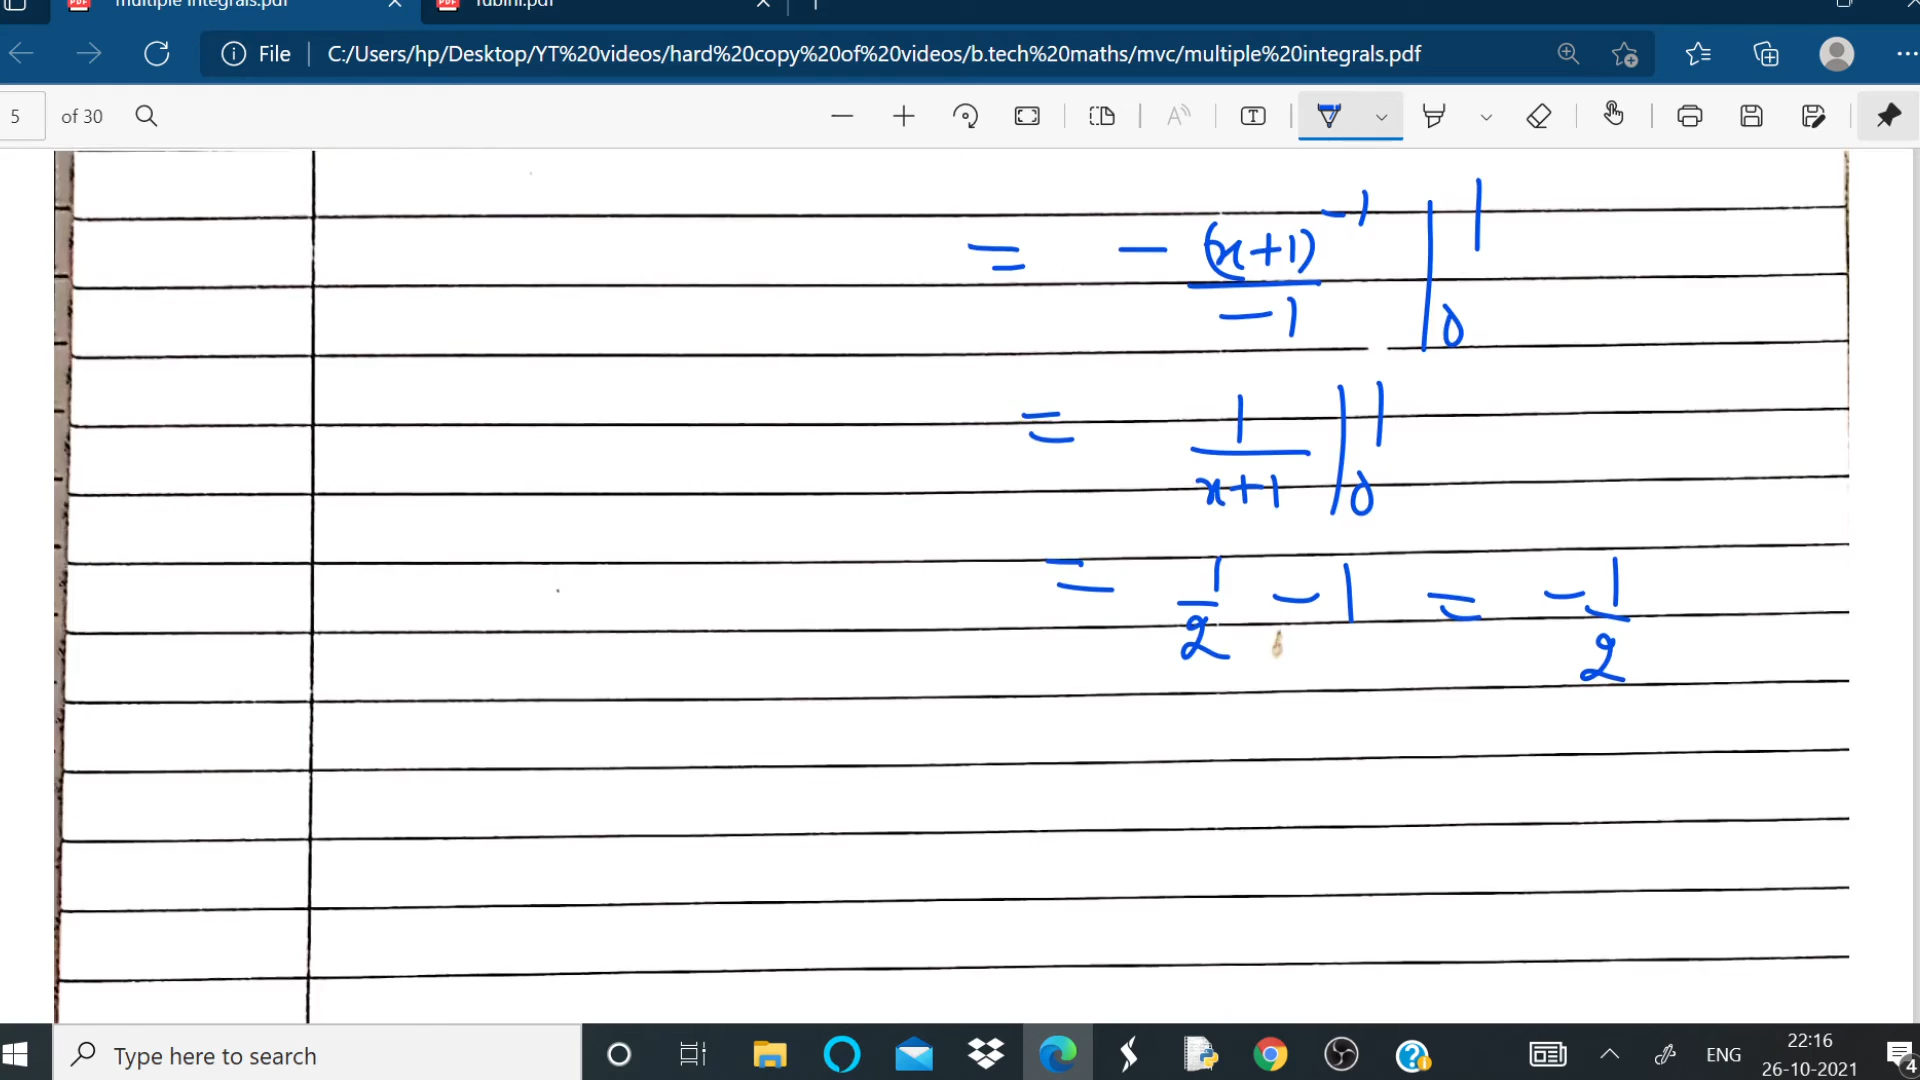 multiple integrals.pdf
fubini.pdf
File
C:/Users/hp/Desktop/YT%20videos/hard%20copy%20of%20videos/b.tech%20maths/mvc/multiple%20integrals.pdf
5 of 30
= - (x+1)^-1 / -1 |_0^1
= 1 / x+1 |_0^1
= 1/2 - 1 = - 1/2
Type here to search
ENG
22:16
26-10-2021
4